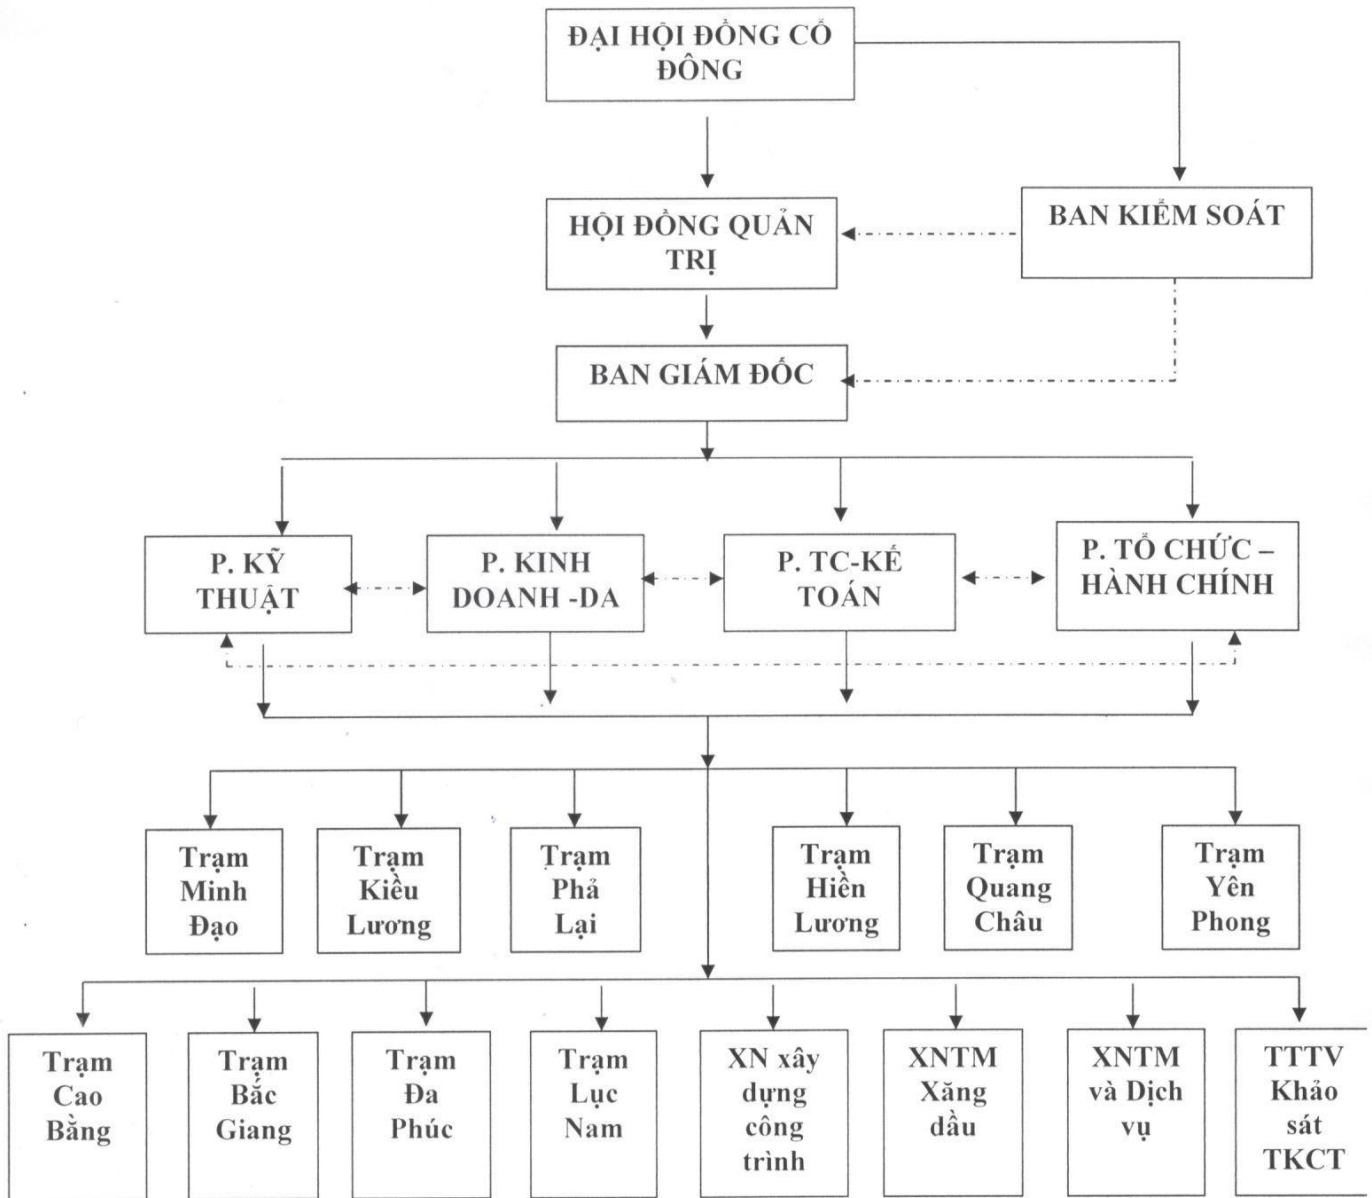 ĐẠI HỘI ĐỒNG CỔ
ĐÔNG
HỘI ĐỒNG QUẢN
TRỊ
BAN KIỂM SOÁT
BAN GIÁM ĐỐC
P. KỸ
THUẬT
P. KINH
DOANH -DA
P. TC-KẾ
TOÁN
P. TỔ CHỨC –
HÀNH CHÍNH
Trạm
Minh
Đạo
Trạm
Kiều
Lương
Trạm
Phả
Lại
Trạm
Hiền
Lương
Trạm
Quang
Châu
Trạm
Yên
Phong
Trạm
Cao
Bằng
Trạm
Bắc
Giang
Trạm
Đa
Phúc
Trạm
Lục
Nam
XN xây
dựng
công
trình
XNTM
Xăng
dầu
XNTM
và Dịch
vụ
TTTV
Khảo
sát
TKCT